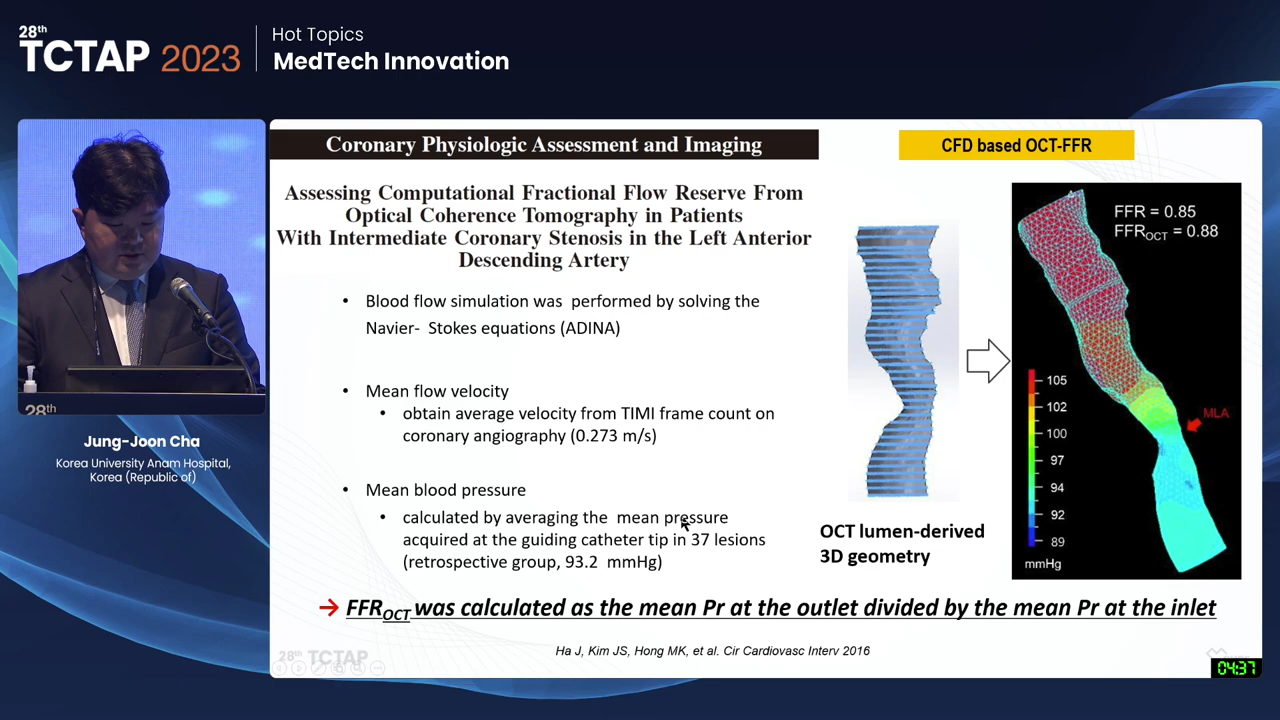 28th
TCTAP 2023
Hot Topics
MedTech Innovation
28th
Jung-Joon Cha
Korea University Anam Hospital,
Korea (Republic of)
Coronary Physiologic Assessment and Imaging
CFD based OCT-FFR
Assessing Computational Fractional Flow Reserve From
Optical Coherence Tomography in Patients
With Intermediate Coronary Stenosis in the Left Anterior
Descending Artery
• Blood flow simulation was performed by solving the
Navier- Stokes equations (ADINA)
• Mean flow velocity
• obtain average velocity from TIMI frame count on
coronary angiography (0.273 m/s)
• Mean blood pressure
• calculated by averaging the mean pressure
acquired at the guiding catheter tip in 37 lesions
(retrospective group, 93.2 mmHg)
OCT lumen-derived
3D geometry
FFR = 0.85
FFROCT = 0.88
MLA
105
102
100
97
94
92
89
mmHg
→ FFROCT was calculated as the mean Pr at the outlet divided by the mean Pr at the inlet
Ha J, Kim JS, Hong MK, et al. Cir Cardiovasc Interv 2016
28th TCTAP
04:37